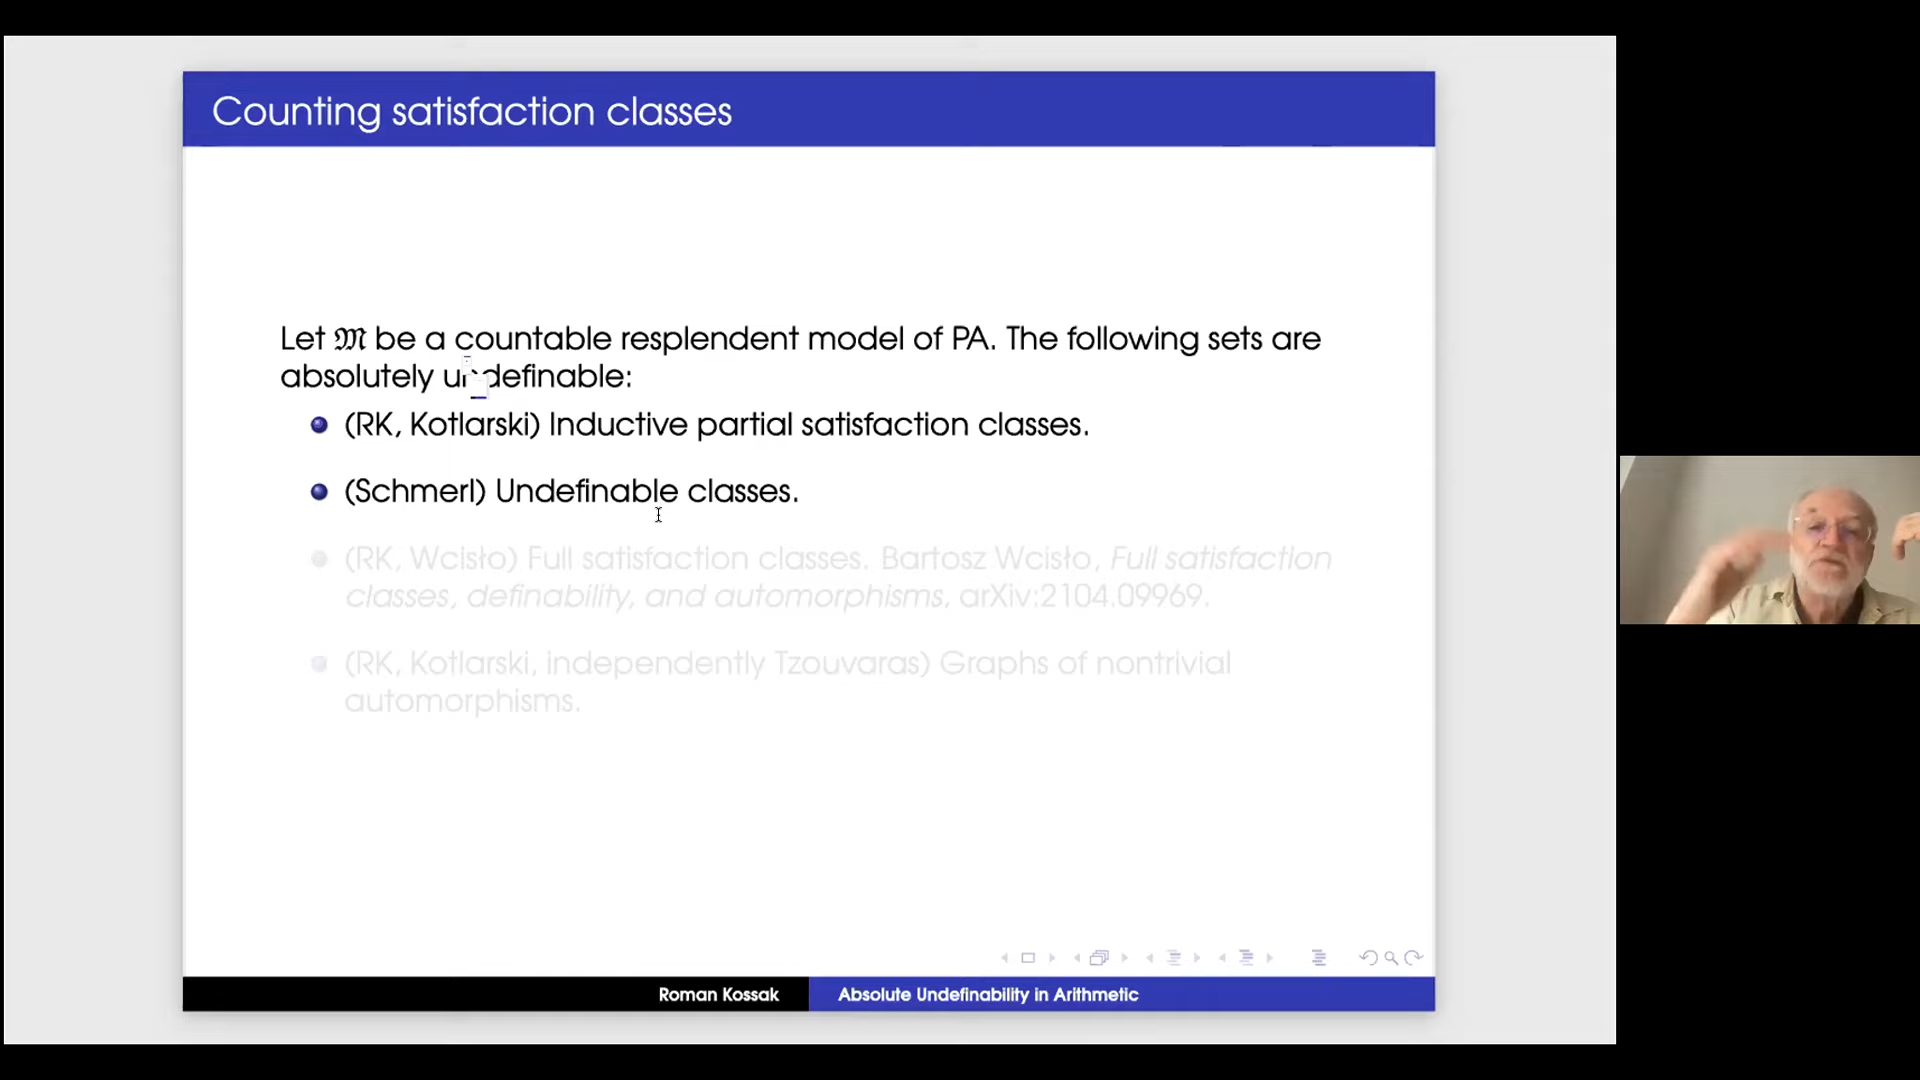 Counting satisfaction classes
Let 𝔐 be a countable resplendent model of PA. The following sets are
absolutely undefinable:
(RK, Kotlarski) Inductive partial satisfaction classes.
(Schmerl) Undefinable classes.
(RK, Wcisło) Full satisfaction classes. Bartosz Wcisło, Full satisfaction
classes, definability, and automorphisms, arXiv:2104.09969.
(RK, Kotlarski, independently Tzouvaras) Graphs of nontrivial
automorphisms.
Roman Kossak
Absolute Undefinability in Arithmetic